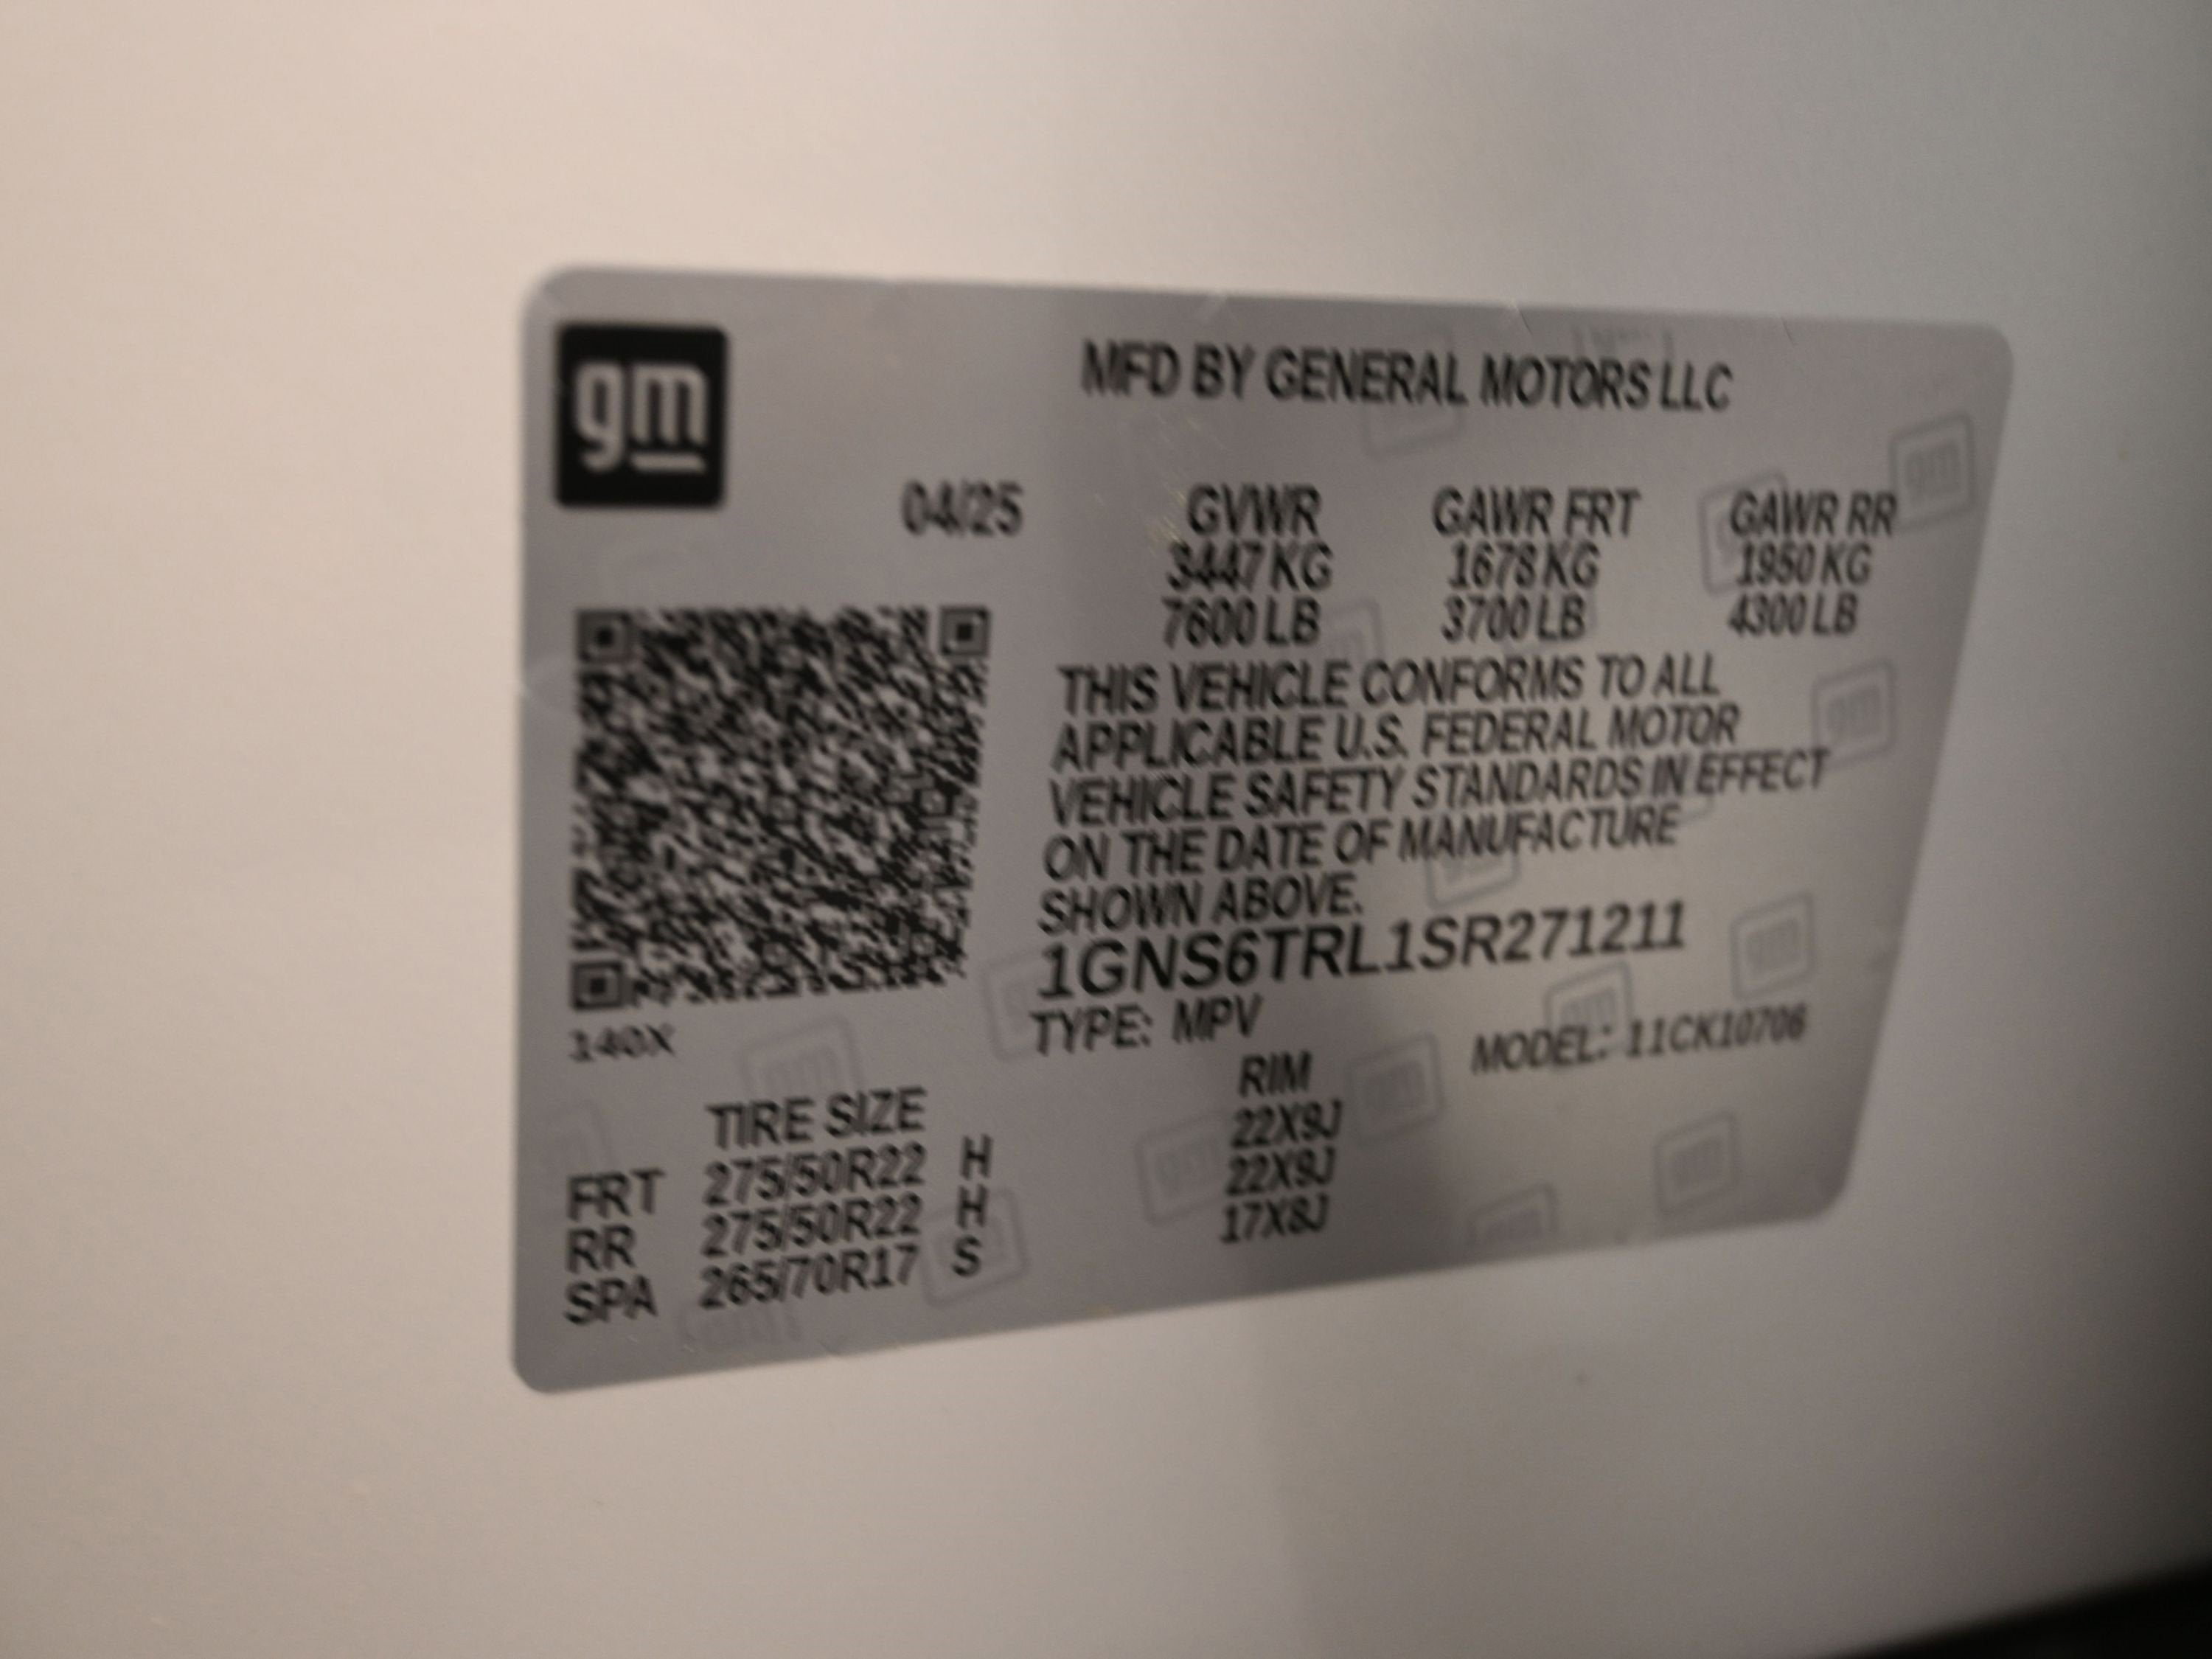 gm
MFD BY GENERAL MOTORS LLC
04/25 GVWR GAWR FRT GAWR RR
3447 KG 1678 KG 1950 KG
7600 LB 3700 LB 4300 LB
THIS VEHICLE CONFORMS TO ALL
APPLICABLE U.S. FEDERAL MOTOR
VEHICLE SAFETY STANDARDS IN EFFECT
ON THE DATE OF MANUFACTURE
SHOWN ABOVE.
1GNS6TRL1SR271211
140X
TYPE: MPV MODEL: 11CK10706
TIRE SIZE RIM
FRT 275/50R22 H 22X9J
RR 275/50R22 H 22X9J
SPA 265/70R17 S 17X8J